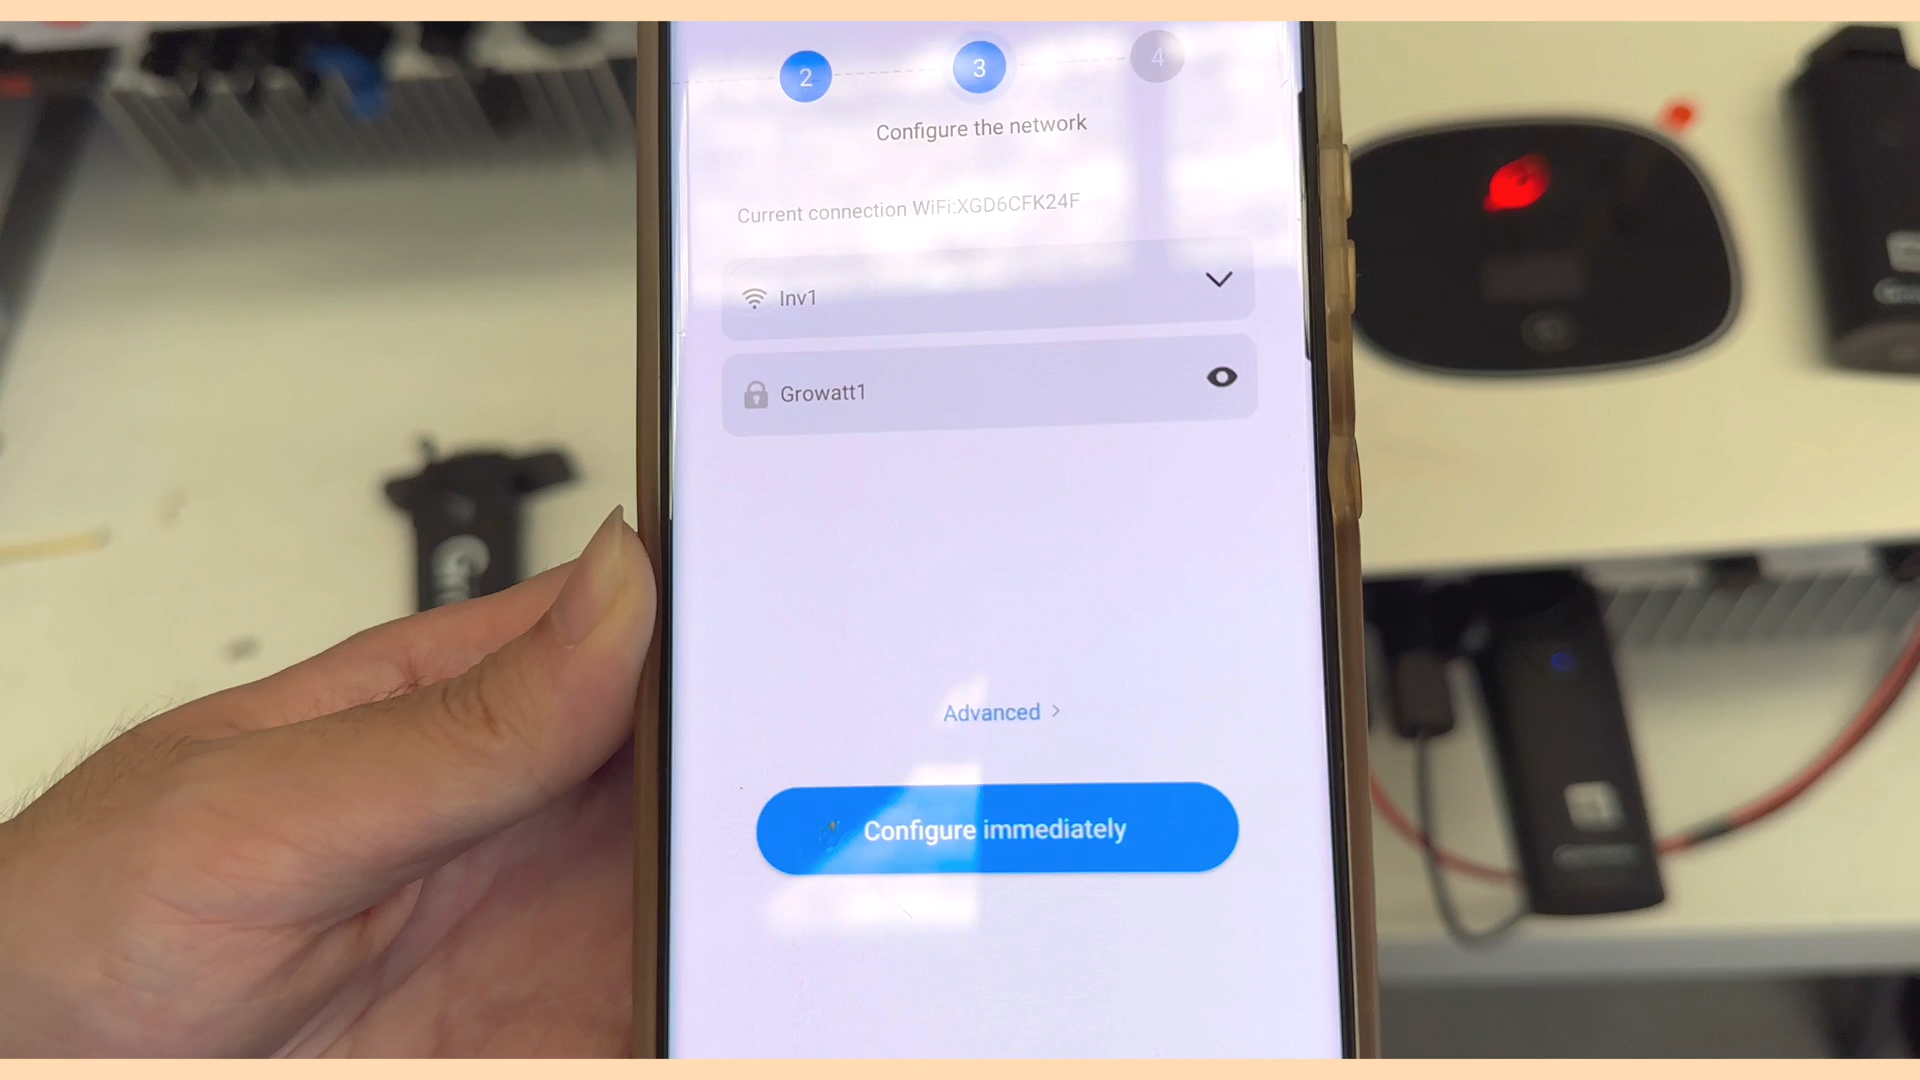 2
3
4
Configure the network
Current connection WiFi:XGD6CFK24F
Inv1
Growatt1
Advanced >
Configure immediately